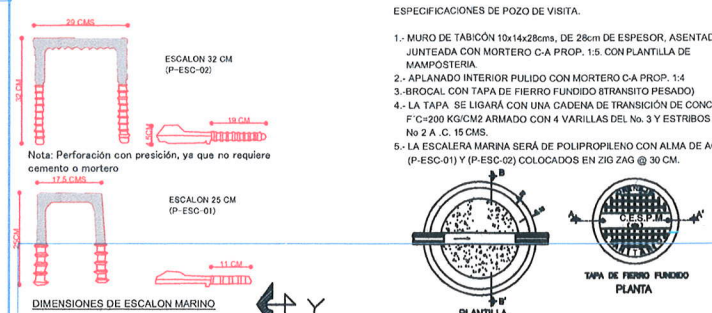 29 CMS
32 CM
ESCALON 32 CM
(P-ESC-02)
5CM
19 CM
Nota: Perforación con presición, ya que no requiere
cemento o mortero
17.5 CMS
25CM
ESCALON 25 CM
(P-ESC-01)
11 CM
DIMENSIONES DE ESCALON MARINO
Y
ESPECIFICACIONES DE POZO DE VISITA.
1.- MURO DE TABICÓN 10x14x28cms, DE 28cm DE ESPESOR, ASENTAD
JUNTEADA CON MORTERO C-A PROP. 1:5. CON PLANTILLA DE
MAMPOSTERIA.
2.- APLANADO INTERIOR PULIDO CON MORTERO C-A PROP. 1:4
3.-BROCAL CON TAPA DE FIERRO FUNDIDO 8TRANSITO PESADO)
4.- LA TAPA SE LIGARÁ CON UNA CADENA DE TRANSICIÓN DE CONC
F'C=200 KG/CM2 ARMADO CON 4 VARILLAS DEL No. 3 Y ESTRIBOS
No 2 A .C. 15 CMS.
5.- LA ESCALERA MARINA SERÁ DE POLIPROPILENO CON ALMA DE AC
(P-ESC-01) Y (P-ESC-02) COLOCADOS EN ZIG ZAG @ 30 CM.
B
B'
PLANTILLA
A
A'
C.E.S.P.M.
TAPA DE FIERRO FUNDIDO
PLANTA